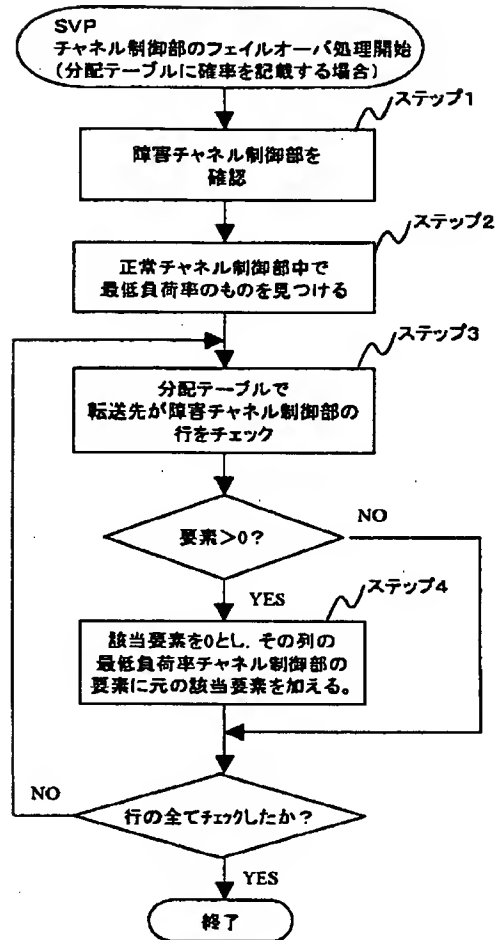 SVP
チャネル制御部のフェイルオーバ処理開始
(分配テーブルに確率を記載する場合)
ステップ1
障害チャネル制御部を
確認
ステップ2
正常チャネル制御部中で
最低負荷率のものを見つける
ステップ3
分配テーブルで
転送先が障害チャネル制御部の
行をチェック
要素>0?
NO
YES
ステップ4
該当要素を0とし、その列の
最低負荷率チャネル制御部の
要素に元の該当要素を加える。
NO
行の全てチェックしたか?
YES
終了